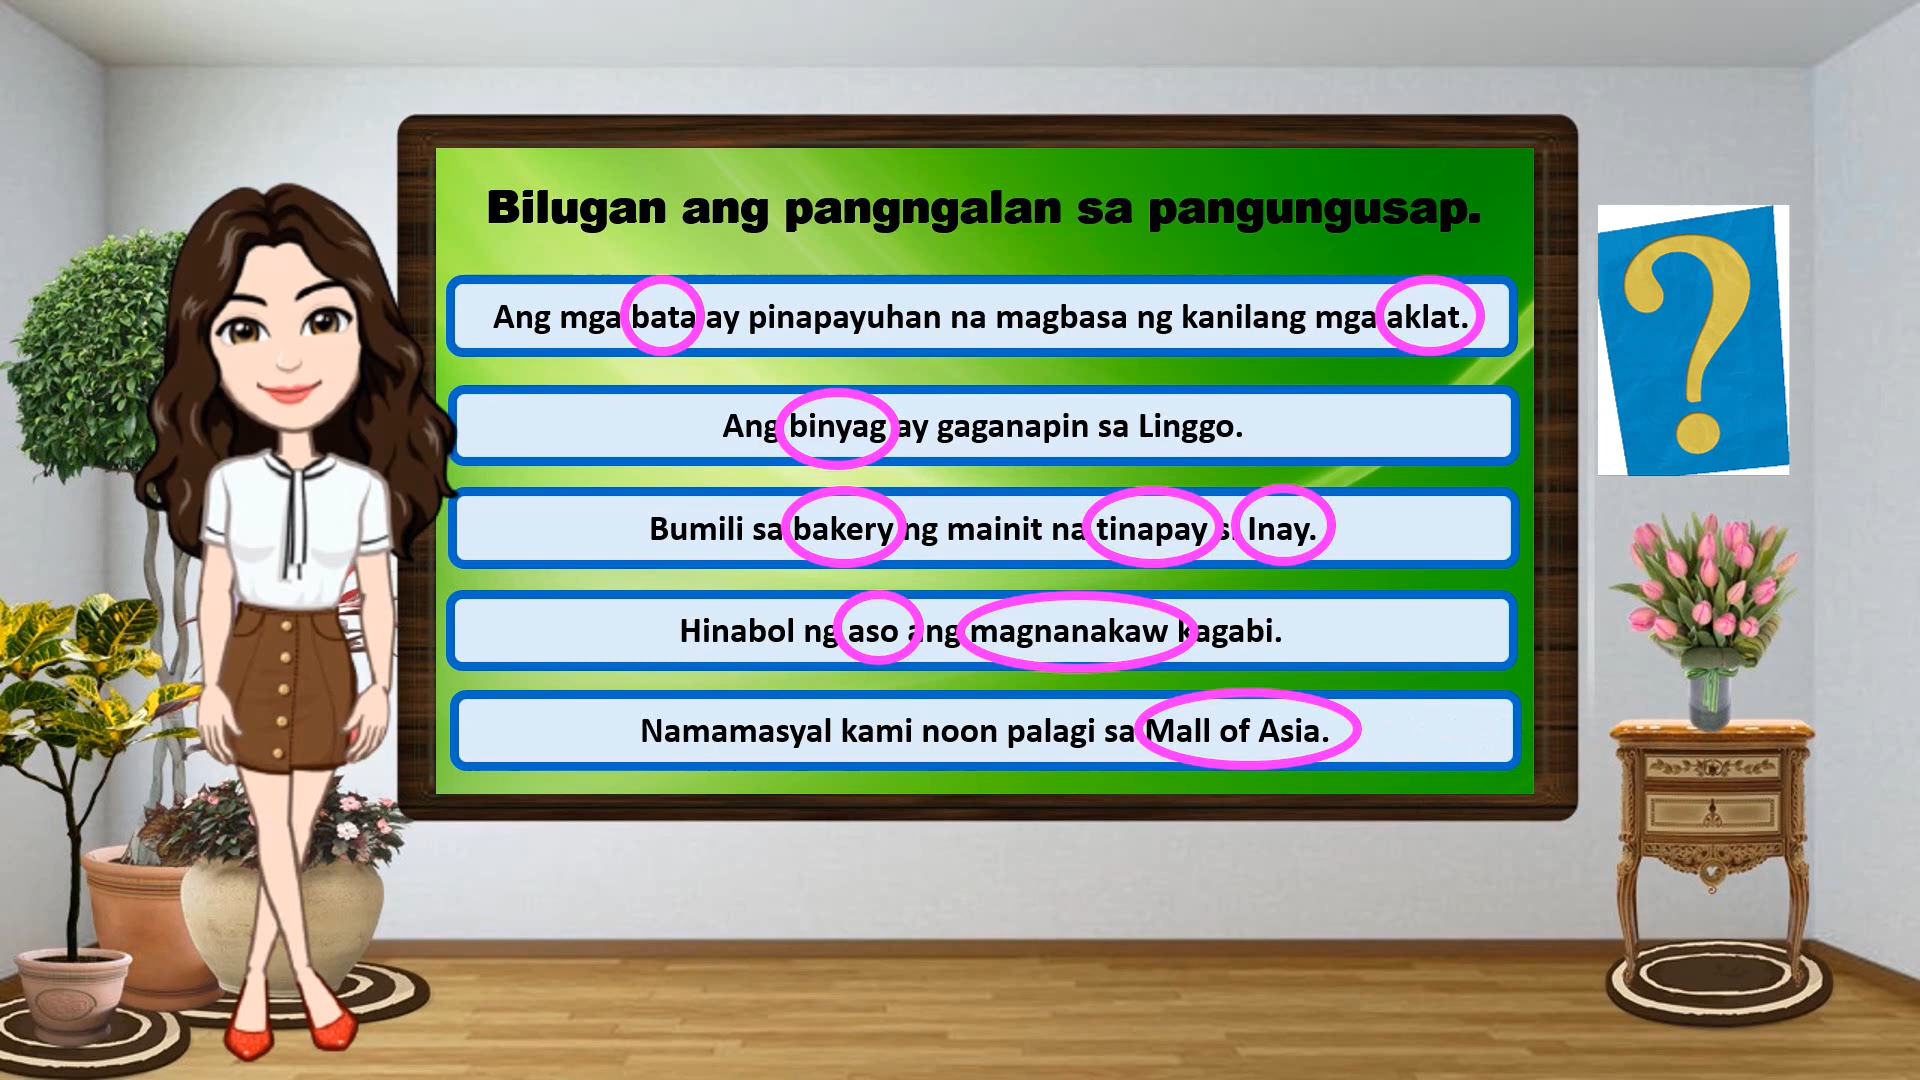 Bilugan ang pangngalan sa pangungusap.
Ang mga bata ay pinapayuhan na magbasa ng kanilang mga aklat.
Ang binyag ay gaganapin sa Linggo.
Bumili sa bakery ng mainit na tinapay si Inay.
Hinabol ng aso ang magnanakaw kagabi.
Namamasyal kami noon palagi sa Mall of Asia.
?